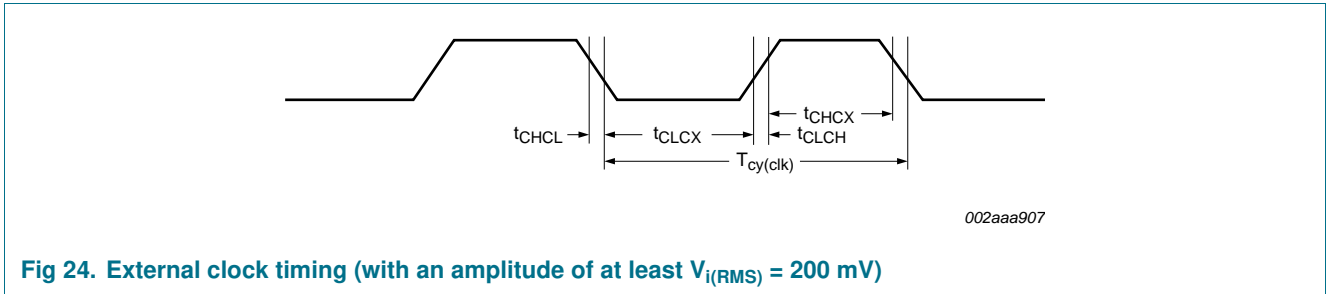 tCHCX
tCHCL tCLCX tCLCH
Tcy(clk)
002aaa907
Fig 24. External clock timing (with an amplitude of at least Vi(RMS) = 200 mV)